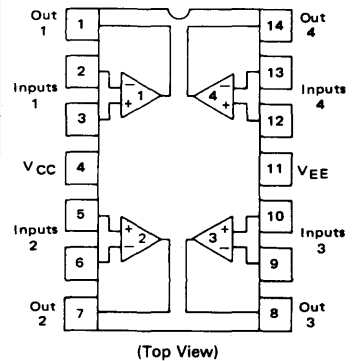 Out 1
1
14
Out 4
2
13
Inputs 1
− + 1
4 − +
Inputs 4
3
12
VCC
4
11
VEE
5
10
Inputs 2
+ − 2
3 + −
Inputs 3
6
9
Out 2
7
8
Out 3
(Top View)